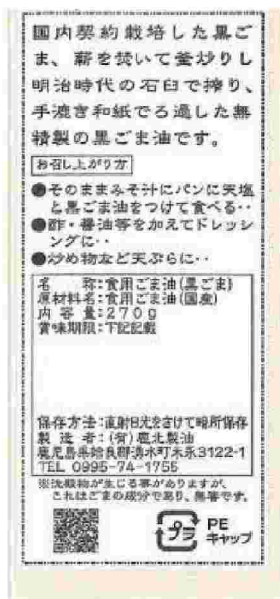 国内契約栽培した黒ご
ま、薪を焚いて釜炒りし
明治時代の石臼で搾り、
手漉き和紙でろ過した無
精製の黒ごま油です。
お召し上がり方
●そのままみそ汁にパンに天塩
と黒ごま油をつけて食べる‥
●酢・醤油等を加えてドレッシ
ングに‥
●炒め物など天ぷらに‥
名 称:食用ごま油(黒ごま)
原材料名:食用ごま油(国産)
内容量:270g
賞味期限:下記記載
保存方法:直射日光をさけて暗所保存
製造者:(有)鹿北製油
鹿児島県姶良郡湧水町米永3122-1
TEL 0995-74-1755
※沈澱物が生じる事がありますが、
これはごまの成分であり、無害です。
プラ
PE
キャップ